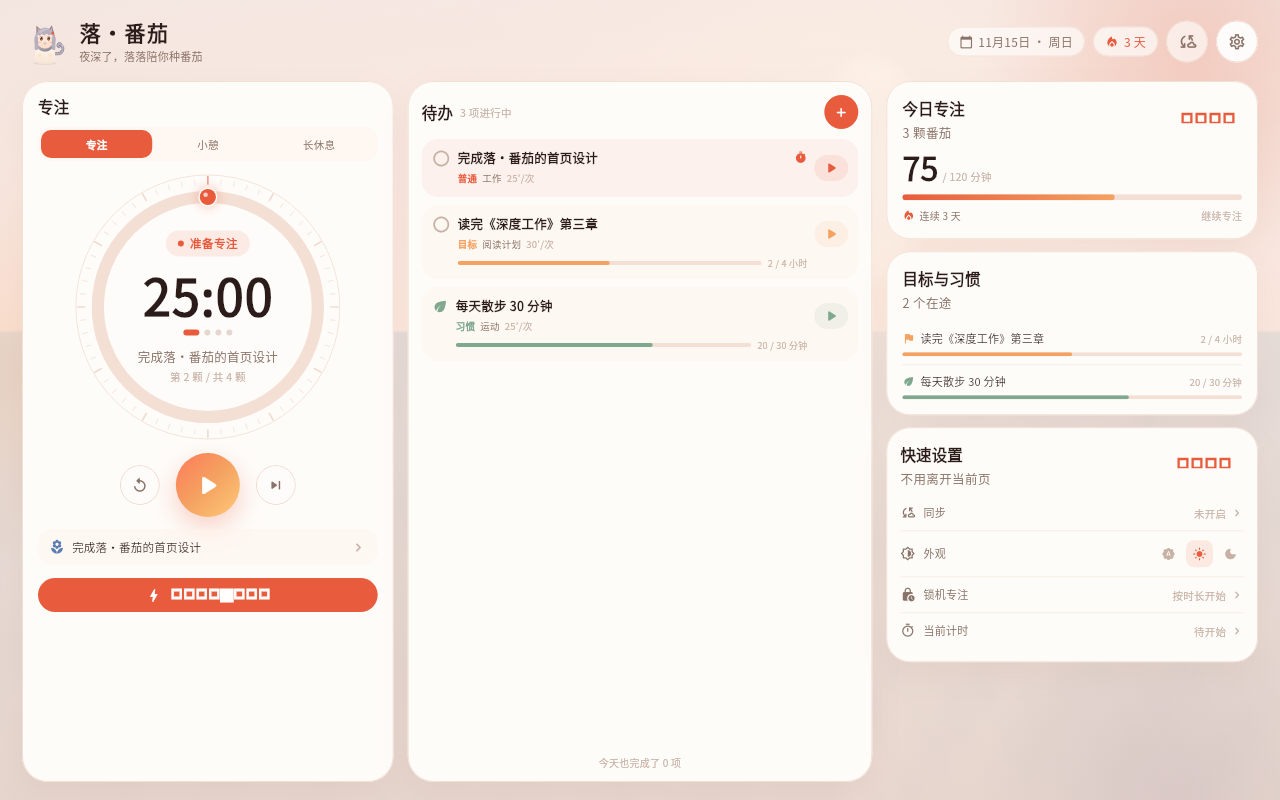 落·番茄
夜深了，落落陪你种番茄
11月15日 · 周日
3 天
专注
专注
小憩
长休息
准备专注
25:00
完成落·番茄的首页设计
第 2 颗 / 共 4 颗
完成落·番茄的首页设计
待办
3 项进行中
完成落·番茄的首页设计
普通 工作 25′/次
读完《深度工作》第三章
目标 阅读计划 30′/次
2 / 4 小时
每天散步 30 分钟
习惯 运动 25′/次
20 / 30 分钟
今天也完成了 0 项
今日专注
3 颗番茄
75 / 120 分钟
连续 3 天
继续专注
目标与习惯
2 个在途
读完《深度工作》第三章
2 / 4 小时
每天散步 30 分钟
20 / 30 分钟
快速设置
不用离开当前页
同步
未开启
外观
锁机专注
按时长开始
当前计时
待开始